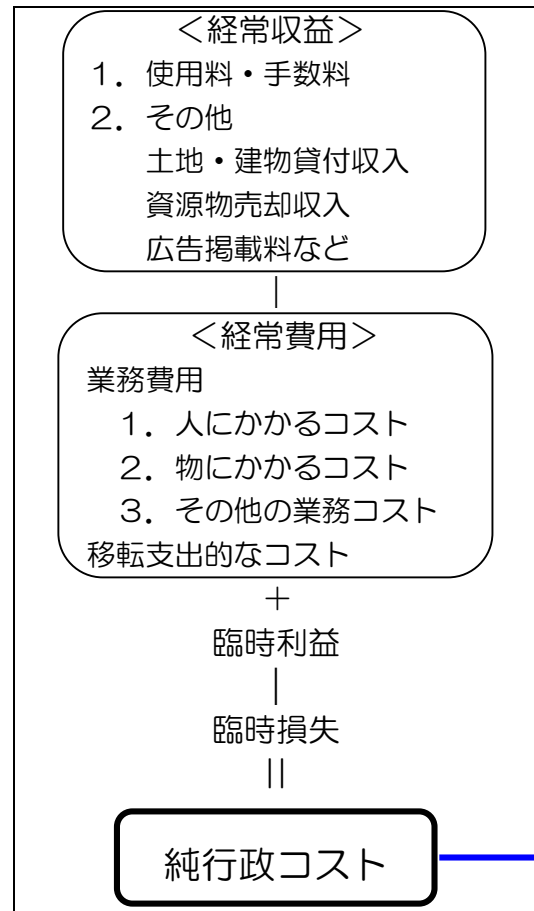 ＜経常収益＞
１．使用料・手数料
２．その他
土地・建物貸付収入
資源物売却収入
広告掲載料など
｜
＜経常費用＞
業務費用
１．人にかかるコスト
２．物にかかるコスト
３．その他の業務コスト
移転支出的なコスト
＋
臨時利益
｜
臨時損失
||
純行政コスト